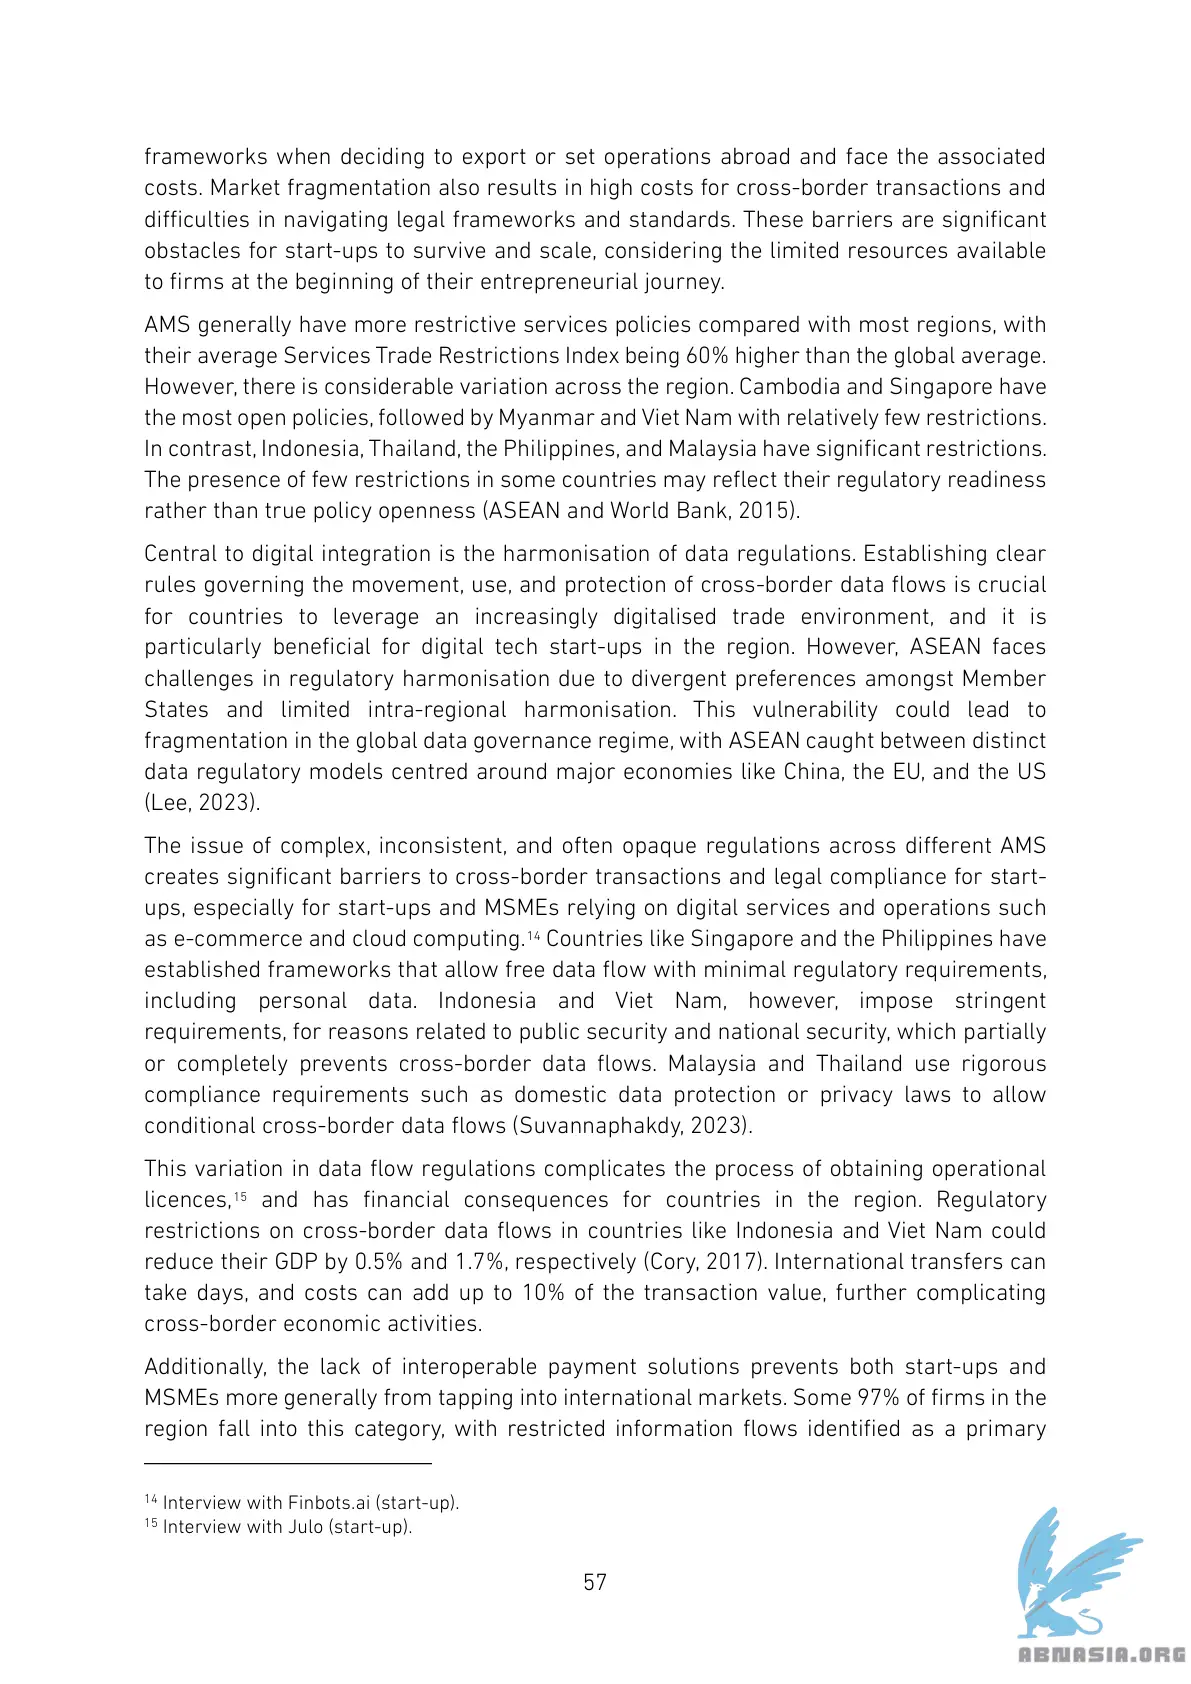 frameworks when deciding to export or set operations abroad and face the associated
costs. Market fragmentation also results in high costs for cross-border transactions and
difficulties in navigating legal frameworks and standards. These barriers are significant
obstacles for start-ups to survive and scale, considering the limited resources available
to firms at the beginning of their entrepreneurial journey.
AMS generally have more restrictive services policies compared with most regions, with
their average Services Trade Restrictions Index being 60% higher than the global average.
However, there is considerable variation across the region. Cambodia and Singapore have
the most open policies, followed by Myanmar and Viet Nam with relatively few restrictions.
In contrast, Indonesia, Thailand, the Philippines, and Malaysia have significant restrictions.
The presence of few restrictions in some countries may reflect their regulatory readiness
rather than true policy openness (ASEAN and World Bank, 2015).
Central to digital integration is the harmonisation of data regulations. Establishing clear
rules governing the movement, use, and protection of cross-border data flows is crucial
for countries to leverage an increasingly digitalised trade environment, and it is
particularly beneficial for digital tech start-ups in the region. However, ASEAN faces
challenges in regulatory harmonisation due to divergent preferences amongst Member
States and limited intra-regional harmonisation. This vulnerability could lead to
fragmentation in the global data governance regime, with ASEAN caught between distinct
data regulatory models centred around major economies like China, the EU, and the US
(Lee, 2023).
The issue of complex, inconsistent, and often opaque regulations across different AMS
creates significant barriers to cross-border transactions and legal compliance for start-
ups, especially for start-ups and MSMEs relying on digital services and operations such
as e-commerce and cloud computing.14 Countries like Singapore and the Philippines have
established frameworks that allow free data flow with minimal regulatory requirements,
including personal data. Indonesia and Viet Nam, however, impose stringent
requirements, for reasons related to public security and national security, which partially
or completely prevents cross-border data flows. Malaysia and Thailand use rigorous
compliance requirements such as domestic data protection or privacy laws to allow
conditional cross-border data flows (Suvannaphakdy, 2023).
This variation in data flow regulations complicates the process of obtaining operational
licences,15 and has financial consequences for countries in the region. Regulatory
restrictions on cross-border data flows in countries like Indonesia and Viet Nam could
reduce their GDP by 0.5% and 1.7%, respectively (Cory, 2017). International transfers can
take days, and costs can add up to 10% of the transaction value, further complicating
cross-border economic activities.
Additionally, the lack of interoperable payment solutions prevents both start-ups and
MSMEs more generally from tapping into international markets. Some 97% of firms in the
region fall into this category, with restricted information flows identified as a primary
14 Interview with Finbots.ai (start-up).
15 Interview with Julo (start-up).
57
ABNASIA.ORG